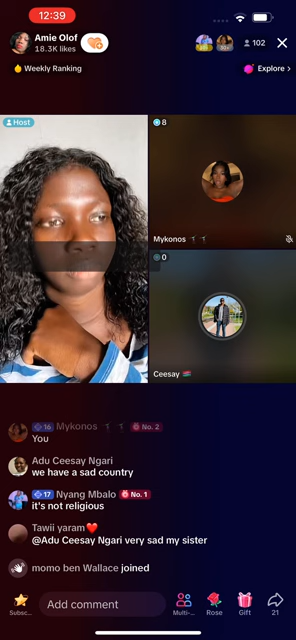 12:39
Amie Olof
18.3K likes
102
Weekly Ranking
Explore >
Host
8
Mykonos
0
Ceesay
16 Mykonos No. 2
You
Adu Ceesay Ngari
we have a sad country
17 Nyang Mbalo No. 1
it's not religious
Tawii yaram❤️
@Adu Ceesay Ngari very sad my sister
momo ben Wallace joined
Subsc...
Add comment
Multi-...
Rose
Gift
21